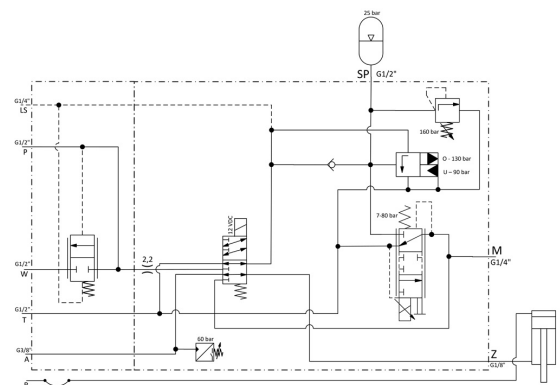 25 bar
SP G1/2"
G1/4"
LS
160 bar
G1/2"
P
O - 130 bar
U – 90 bar
7-80 bar
12 VDC
2,2
M
G1/4"
G1/2"
W
G1/2"
T
60 bar
G3/8"
A
Z
G1/8"